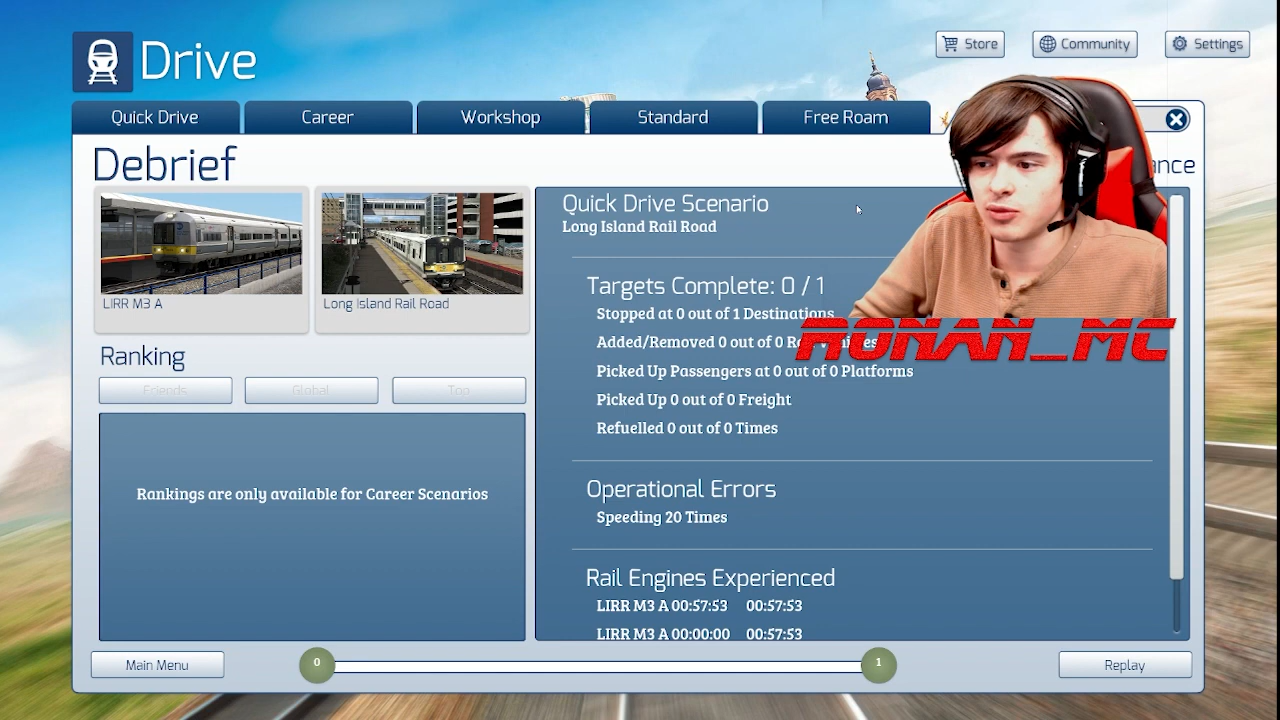 Drive
Store
Community
Settings
Quick Drive
Career
Workshop
Standard
Free Roam
Debrief
LIRR M3 A
Long Island Rail Road
Ranking
Friends
Global
Top
Rankings are only available for Career Scenarios
Quick Drive Scenario
Long Island Rail Road
Targets Complete: 0 / 1
Stopped at 0 out of 1 Destinations
Added/Removed 0 out of 0
RONAN_MC
Picked Up Passengers at 0 out of 0 Platforms
Picked Up 0 out of 0 Freight
Refuelled 0 out of 0 Times
Operational Errors
Speeding 20 Times
Rail Engines Experienced
LIRR M3 A 00:57:53 00:57:53
LIRR M3 A 00:00:00 00:57:53
Main Menu
0
1
Replay